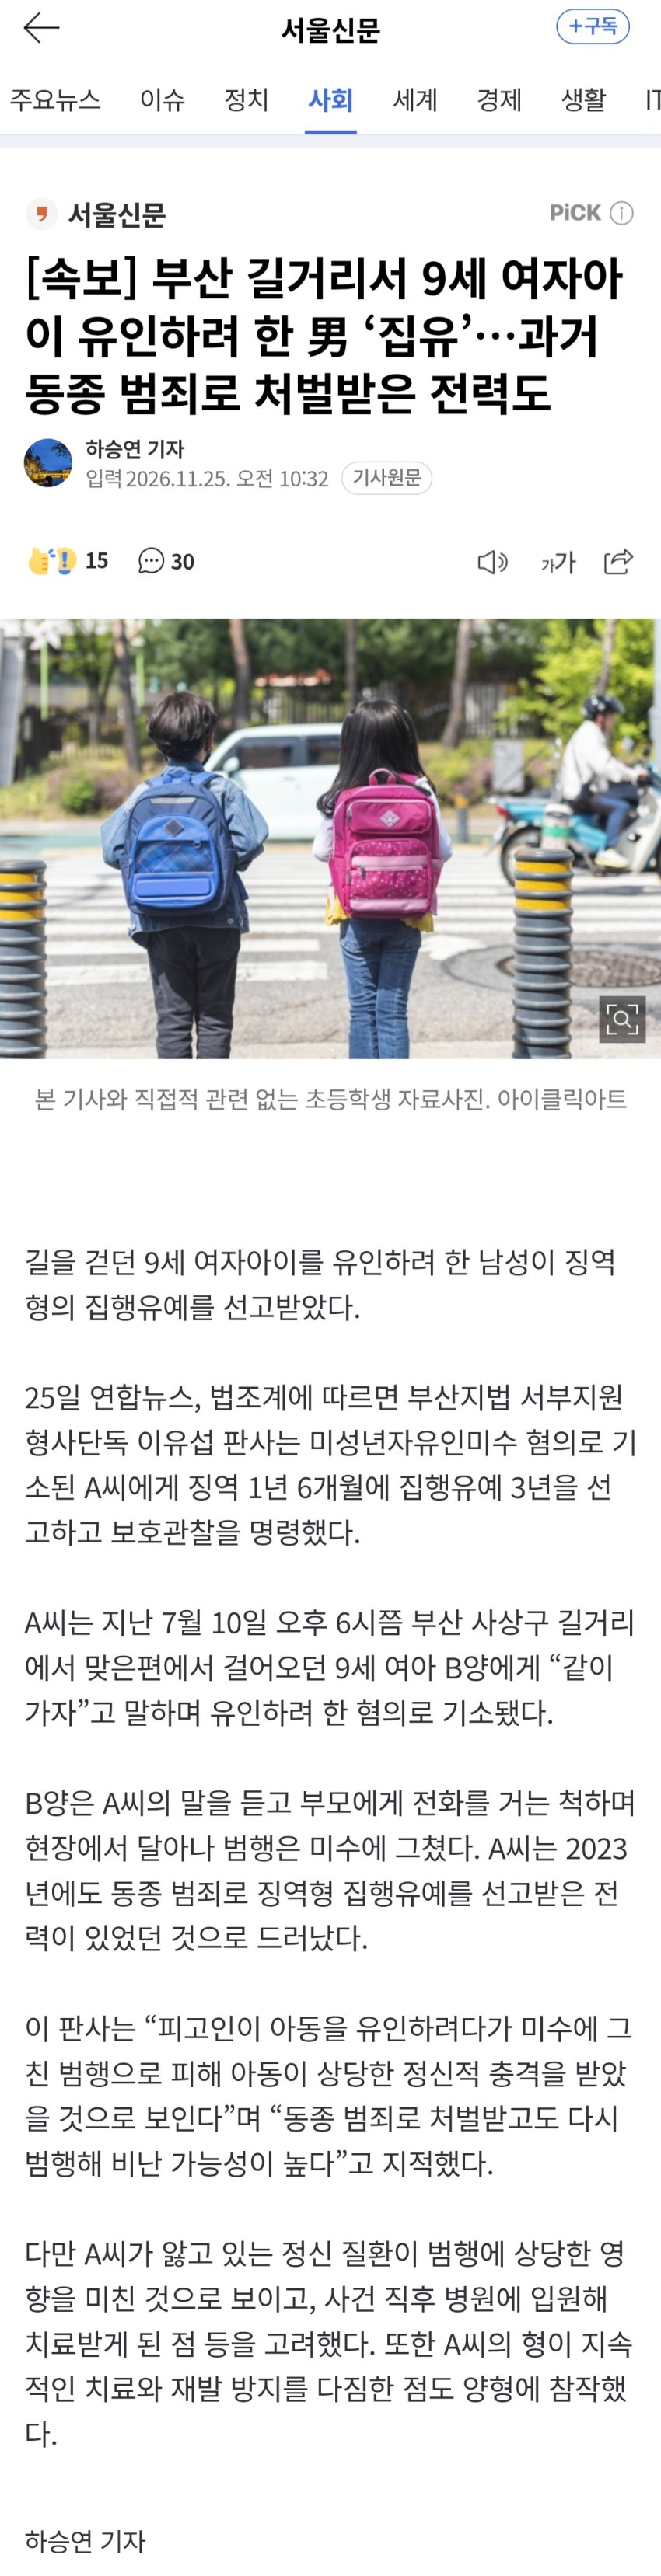 서울신문
+구독
주요뉴스 이슈 정치 사회 세계 경제 생활 IT
서울신문
PiCK
[속보] 부산 길거리서 9세 여자아
이 유인하려 한 男 ‘집유’…과거
동종 범죄로 처벌받은 전력도
하승연 기자
입력 2026.11.25. 오전 10:32 기사원문
15 30
가가
본 기사와 직접적 관련 없는 초등학생 자료사진. 아이클릭아트
길을 걷던 9세 여자아이를 유인하려 한 남성이 징역
형의 집행유예를 선고받았다.
25일 연합뉴스, 법조계에 따르면 부산지법 서부지원
형사단독 이유섭 판사는 미성년자유인미수 혐의로 기
소된 A씨에게 징역 1년 6개월에 집행유예 3년을 선
고하고 보호관찰을 명령했다.
A씨는 지난 7월 10일 오후 6시쯤 부산 사상구 길거리
에서 맞은편에서 걸어오던 9세 여아 B양에게 “같이
가자”고 말하며 유인하려 한 혐의로 기소됐다.
B양은 A씨의 말을 듣고 부모에게 전화를 거는 척하며
현장에서 달아나 범행은 미수에 그쳤다. A씨는 2023
년에도 동종 범죄로 징역형 집행유예를 선고받은 전
력이 있었던 것으로 드러났다.
이 판사는 “피고인이 아동을 유인하려다가 미수에 그
친 범행으로 피해 아동이 상당한 정신적 충격을 받았
을 것으로 보인다”며 “동종 범죄로 처벌받고도 다시
범행해 비난 가능성이 높다”고 지적했다.
다만 A씨가 앓고 있는 정신 질환이 범행에 상당한 영
향을 미친 것으로 보이고, 사건 직후 병원에 입원해
치료받게 된 점 등을 고려했다. 또한 A씨의 형이 지속
적인 치료와 재발 방지를 다짐한 점도 양형에 참작했
다.
하승연 기자